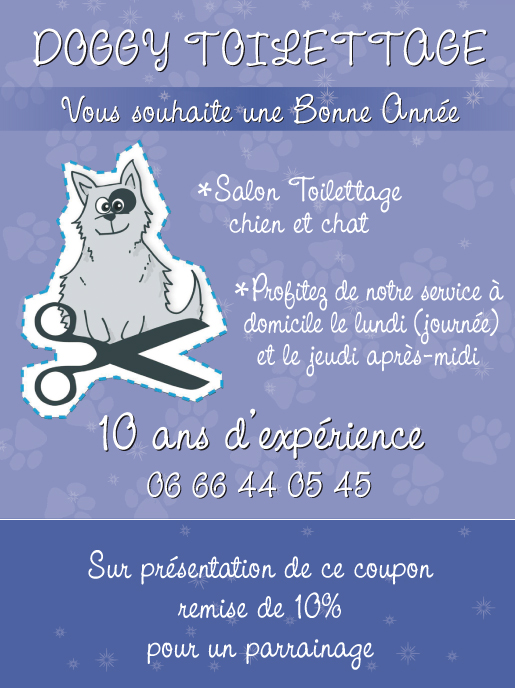 DOGGY TOILETTAGE
Vous souhaite une Bonne Année
*Salon Toilettage
chien et chat
*Profitez de notre service à
domicile le lundi (journée)
et le jeudi après-midi
10 ans d'expérience
06 66 44 05 45
Sur présentation de ce coupon
remise de 10%
pour un parrainage